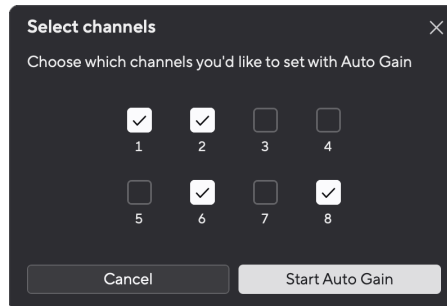 Select channels
Choose which channels you'd like to set with Auto Gain
1 2 3 4
5 6 7 8
Cancel Start Auto Gain